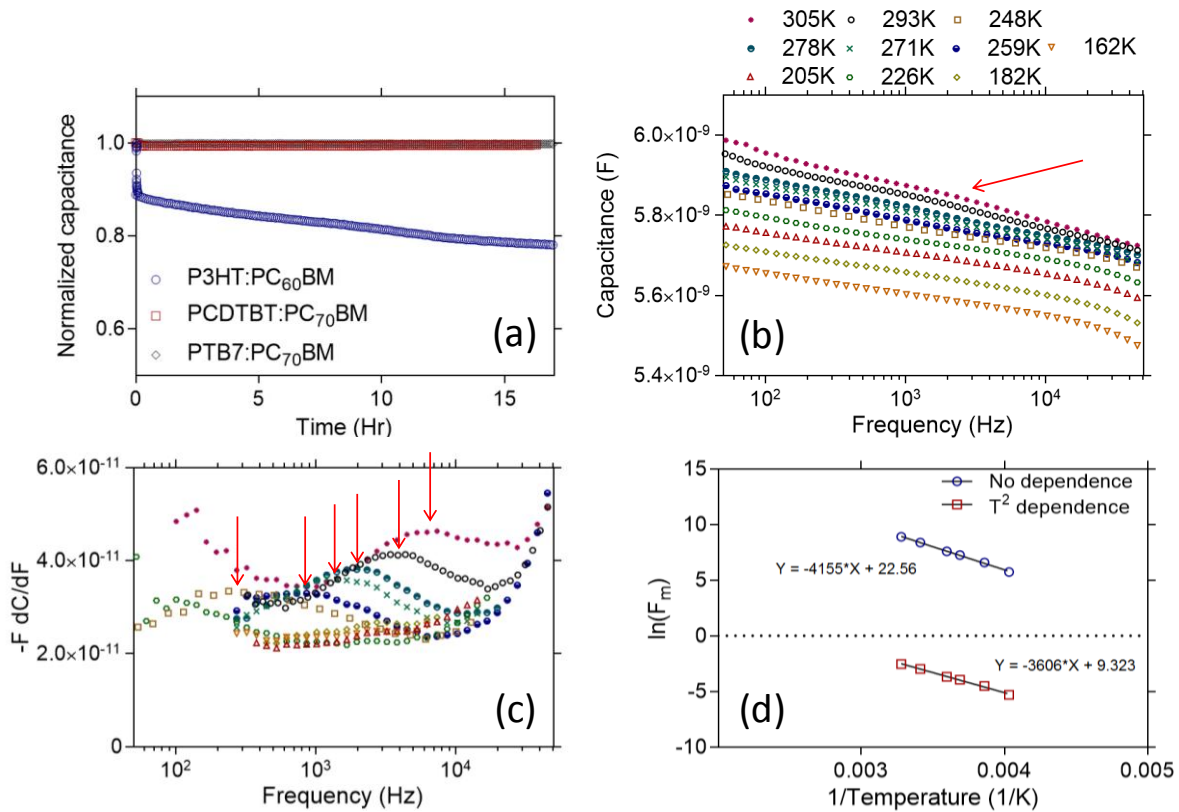 305K 293K 248K
278K 271K 259K 162K
205K 226K 182K
Normalized capacitance
1.0
0.8
0.6
P3HT:PC₆₀BM
PCDTBT:PC₇₀BM
PTB7:PC₇₀BM
(a)
0 5 10 15
Time (Hr)
Capacitance (F)
6.0×10⁻⁹
5.8×10⁻⁹
5.6×10⁻⁹
5.4×10⁻⁹
(b)
10² 10³ 10⁴
Frequency (Hz)
-F dC/dF
6.0×10⁻¹¹
4.0×10⁻¹¹
2.0×10⁻¹¹
0
(c)
10² 10³ 10⁴
Frequency (Hz)
ln(Fₘ)
15
10
5
0
-5
-10
No dependence
T² dependence
Y = -4155*X + 22.56
Y = -3606*X + 9.323
(d)
0.003 0.004 0.005
1/Temperature (1/K)